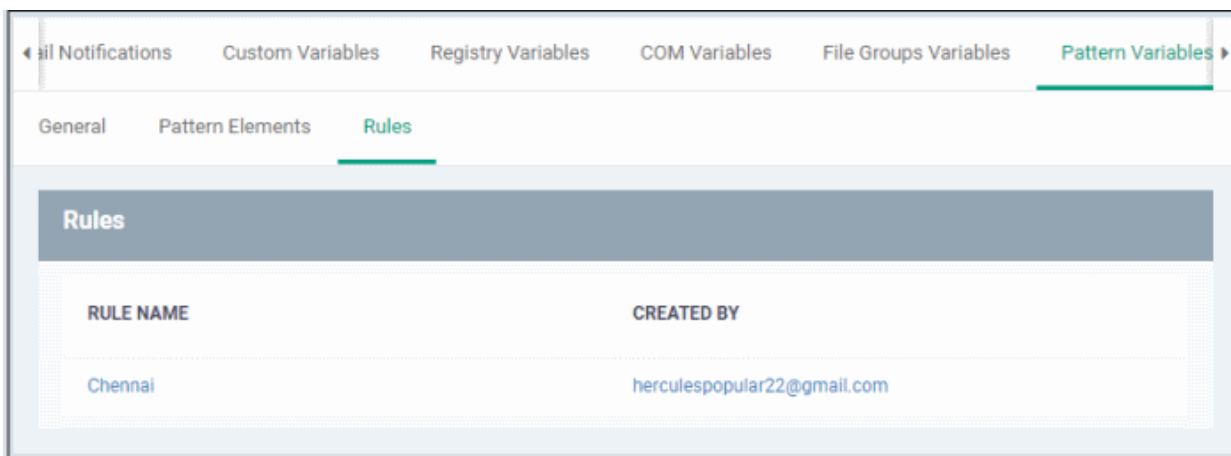 ail Notifications Custom Variables Registry Variables COM Variables File Groups Variables Pattern Variables
General Pattern Elements Rules
Rules
RULE NAME CREATED BY
Chennai herculespopular22@gmail.com